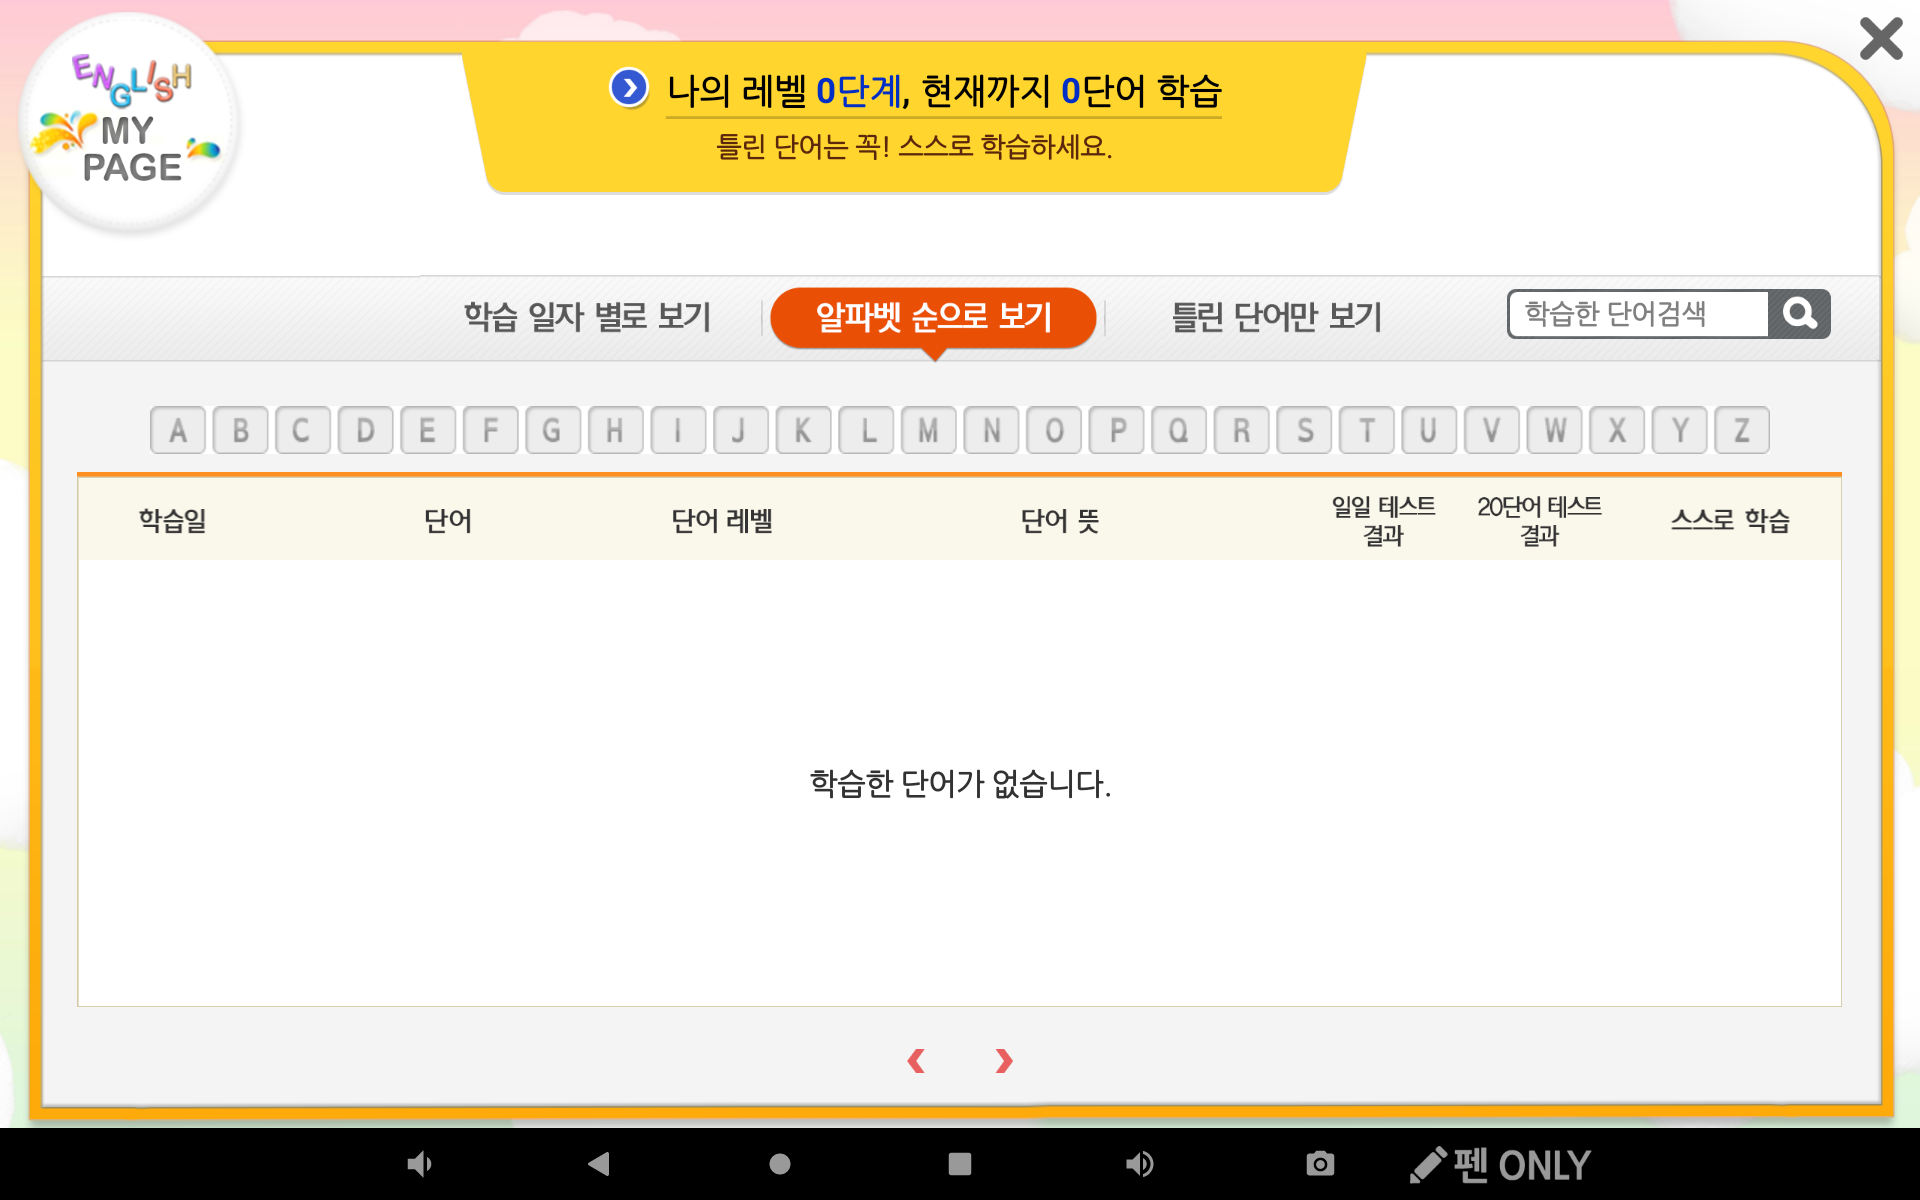 ENGLISH
MY
PAGE
나의 레벨 0단계, 현재까지 0단어 학습
틀린 단어는 꼭! 스스로 학습하세요.
학습 일자 별로 보기
알파벳 순으로 보기
틀린 단어만 보기
학습한 단어검색
A B C D E F G H I J K L M N O P Q R S T U V W X Y Z
학습일
단어
단어 레벨
단어 뜻
일일 테스트
결과
20단어 테스트
결과
스스로 학습
학습한 단어가 없습니다.
펜 ONLY